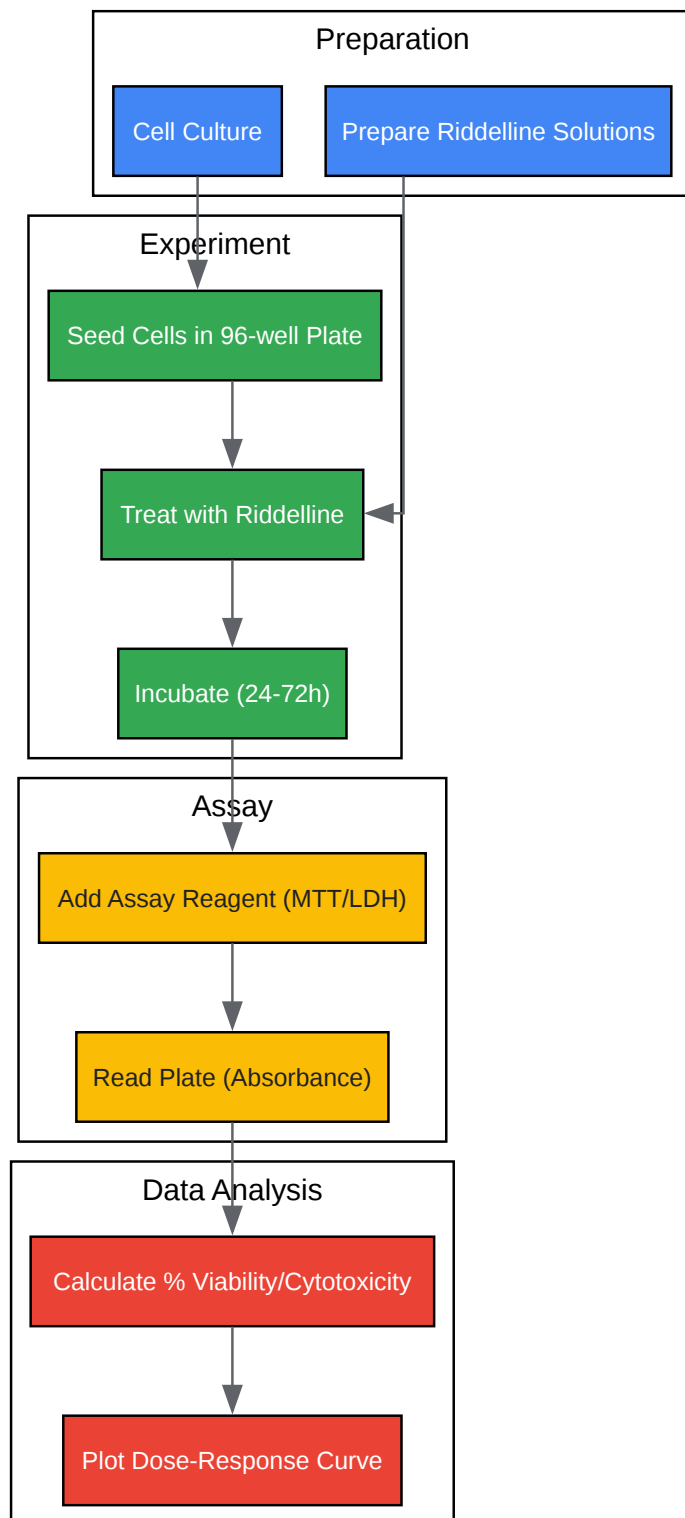 Preparation
Cell Culture
Prepare Riddelline Solutions
Experiment
Seed Cells in 96-well Plate
Treat with Riddelline
Incubate (24-72h)
Assay
Add Assay Reagent (MTT/LDH)
Read Plate (Absorbance)
Data Analysis
Calculate % Viability/Cytotoxicity
Plot Dose-Response Curve